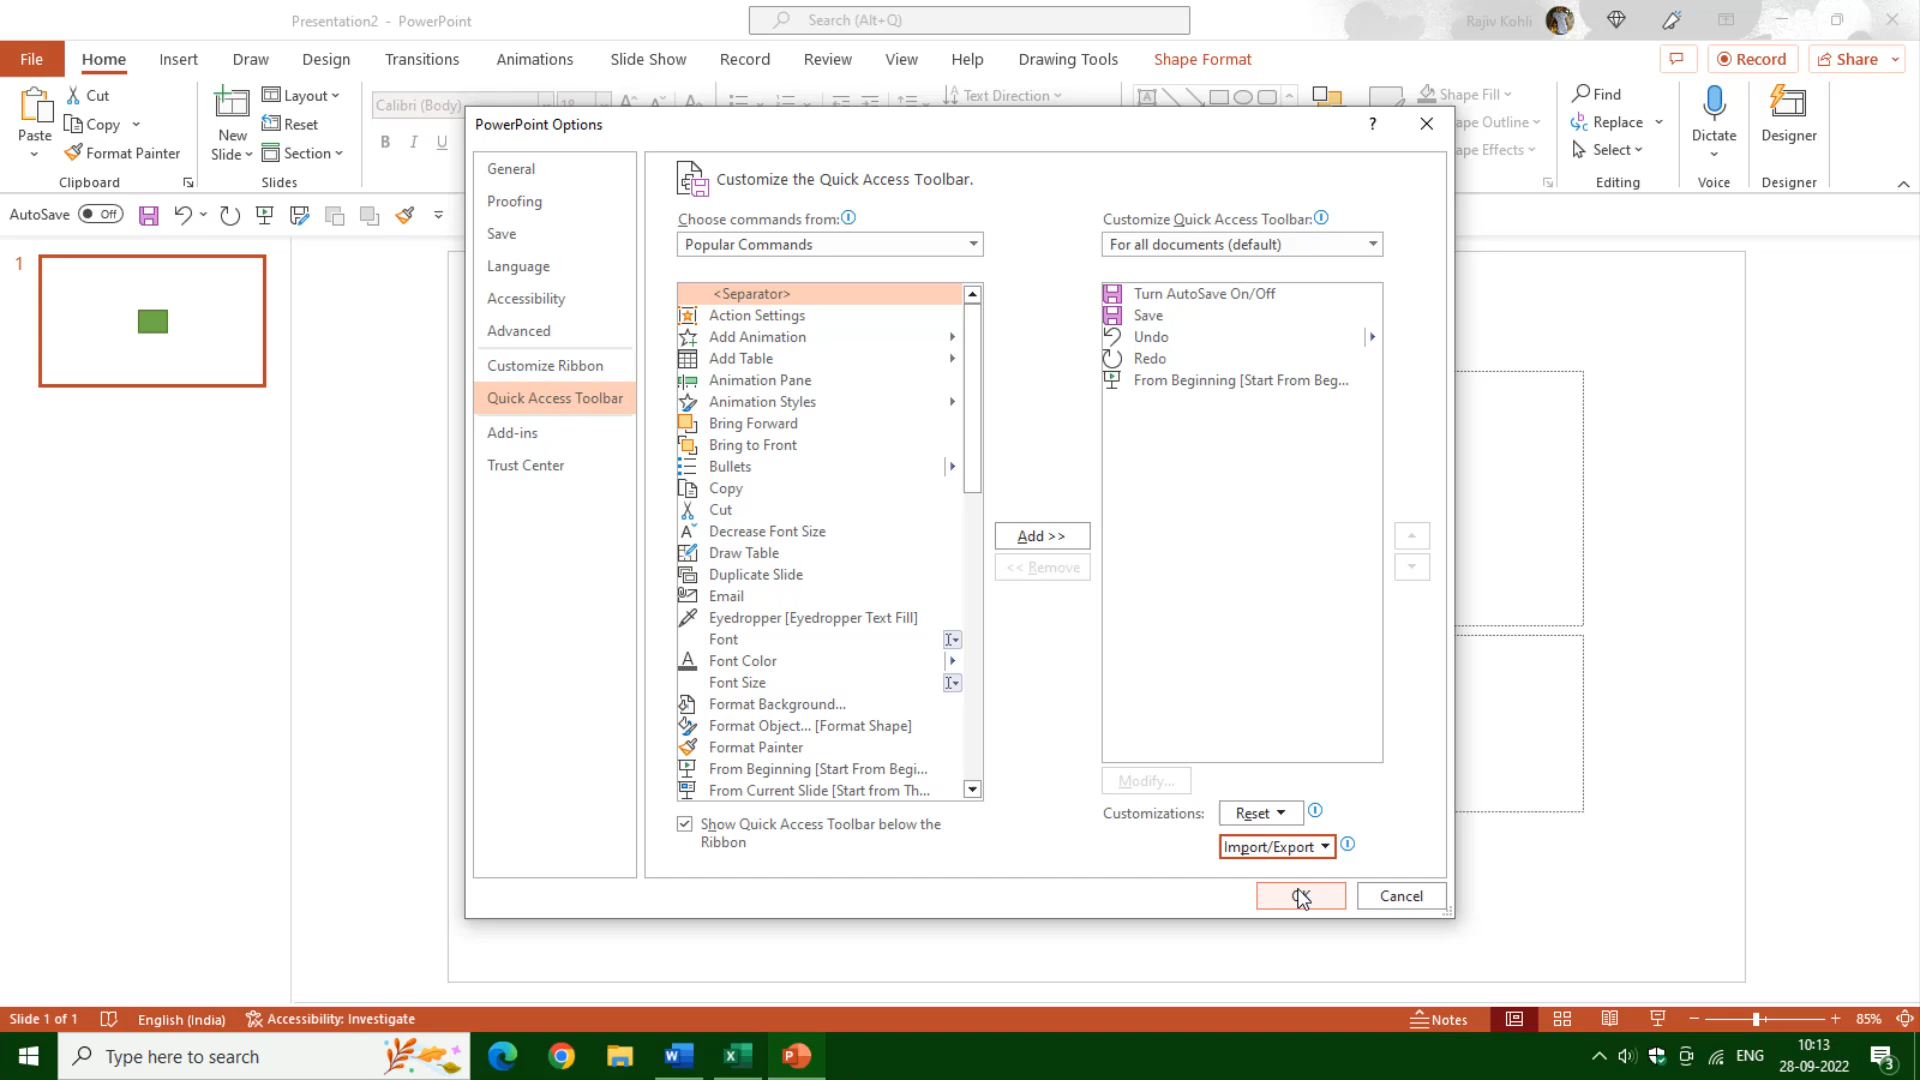 Presentation2 - PowerPoint
Search (Alt+Q)
Rajiv Kohli
File
Home
Insert
Draw
Design
Transitions
Animations
Slide Show
Record
Review
View
Help
Drawing Tools
Shape Format
Record
Share
Paste
Cut
Copy
Format Painter
Clipboard
New
Slide
Layout
Reset
Section
Slides
Calibri (Body)
18
B I U
Text Direction
Shape Fill
ape Outline
ape Effects
Find
Replace
Select
Editing
Dictate
Voice
Designer
Designer
AutoSave
Off
1
PowerPoint Options
?
General
Proofing
Save
Language
Accessibility
Advanced
Customize Ribbon
Quick Access Toolbar
Add-ins
Trust Center
Customize the Quick Access Toolbar.
Choose commands from:
Popular Commands
<Separator>
Action Settings
Add Animation
Add Table
Animation Pane
Animation Styles
Bring Forward
Bring to Front
Bullets
Copy
Cut
Decrease Font Size
Draw Table
Duplicate Slide
Email
Eyedropper [Eyedropper Text Fill]
Font
Font Color
Font Size
Format Background...
Format Object... [Format Shape]
Format Painter
From Beginning [Start From Begi...
From Current Slide [Start from Th...
Show Quick Access Toolbar below the
Ribbon
Add >>
<< Remove
Customize Quick Access Toolbar:
For all documents (default)
Turn AutoSave On/Off
Save
Undo
Redo
From Beginning [Start From Beg...
Modify...
Customizations:
Reset
Import/Export
Cancel
Slide 1 of 1
English (India)
Accessibility: Investigate
Notes
85%
Type here to search
ENG
10:13
28-09-2022
3